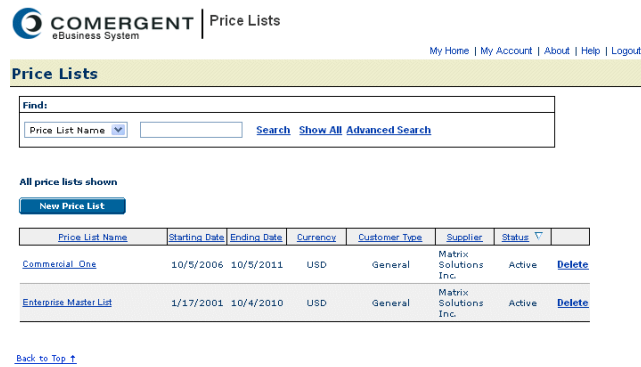 COMERGENT
eBusiness System
Price Lists
My Home | My Account | About | Help | Logout
Price Lists
Find:
Price List Name Search Show All Advanced Search
All price lists shown
New Price List
Price List Name Starting Date Ending Date Currency Customer Type Supplier Status
Commercial_One 10/5/2006 10/5/2011 USD General Matrix Solutions Inc. Active Delete
Enterprise Master List 1/17/2001 10/4/2010 USD General Matrix Solutions Inc. Active Delete
Back to Top ↑